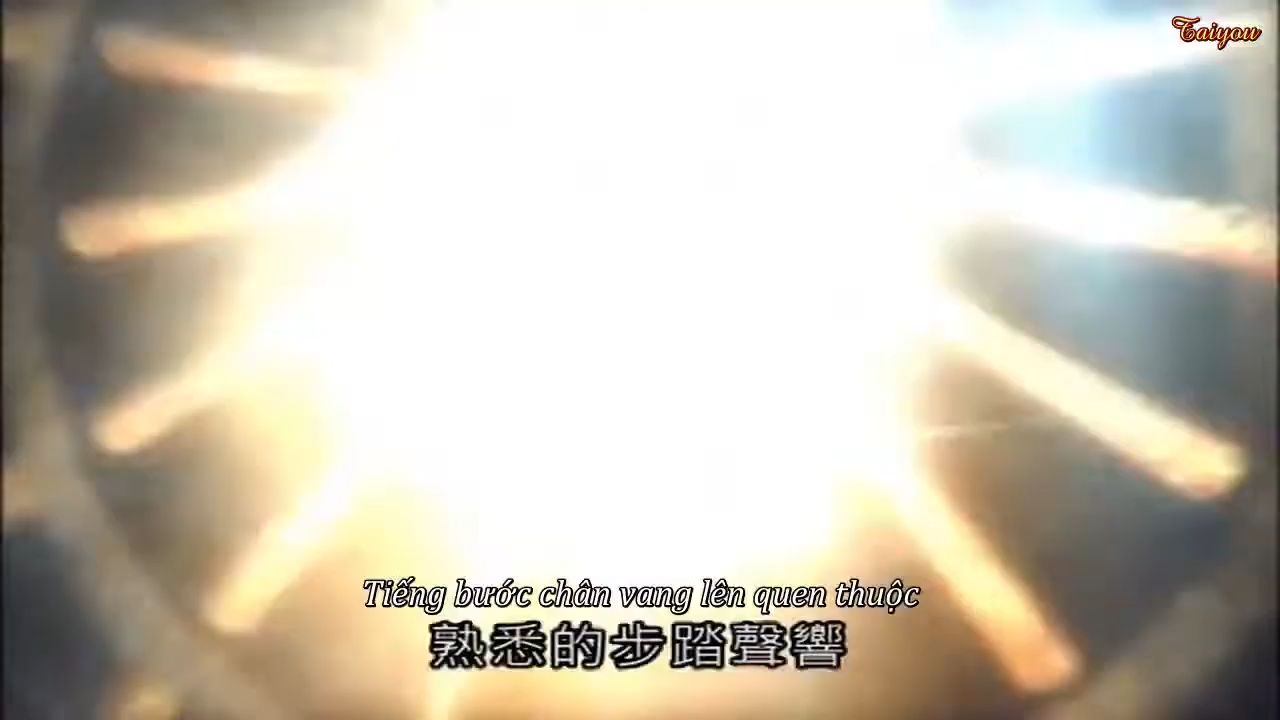 Taiyou
Tiếng bước chân vang lên quen thuộc
熟悉的步踏聲響